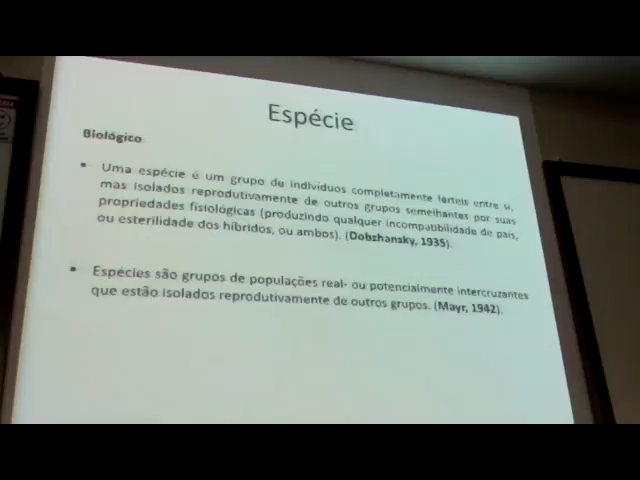 Espécie
Biológico
• Uma espécie é um grupo de indivíduos completamente férteis entre si,
mas isolados reprodutivamente de outros grupos semelhantes por suas
propriedades fisiológicas (produzindo qualquer incompatibilidade de pais,
ou esterilidade dos híbridos, ou ambos). (Dobzhansky, 1935).
• Espécies são grupos de populações real- ou potencialmente intercruzantes
que estão isolados reprodutivamente de outros grupos. (Mayr, 1942).